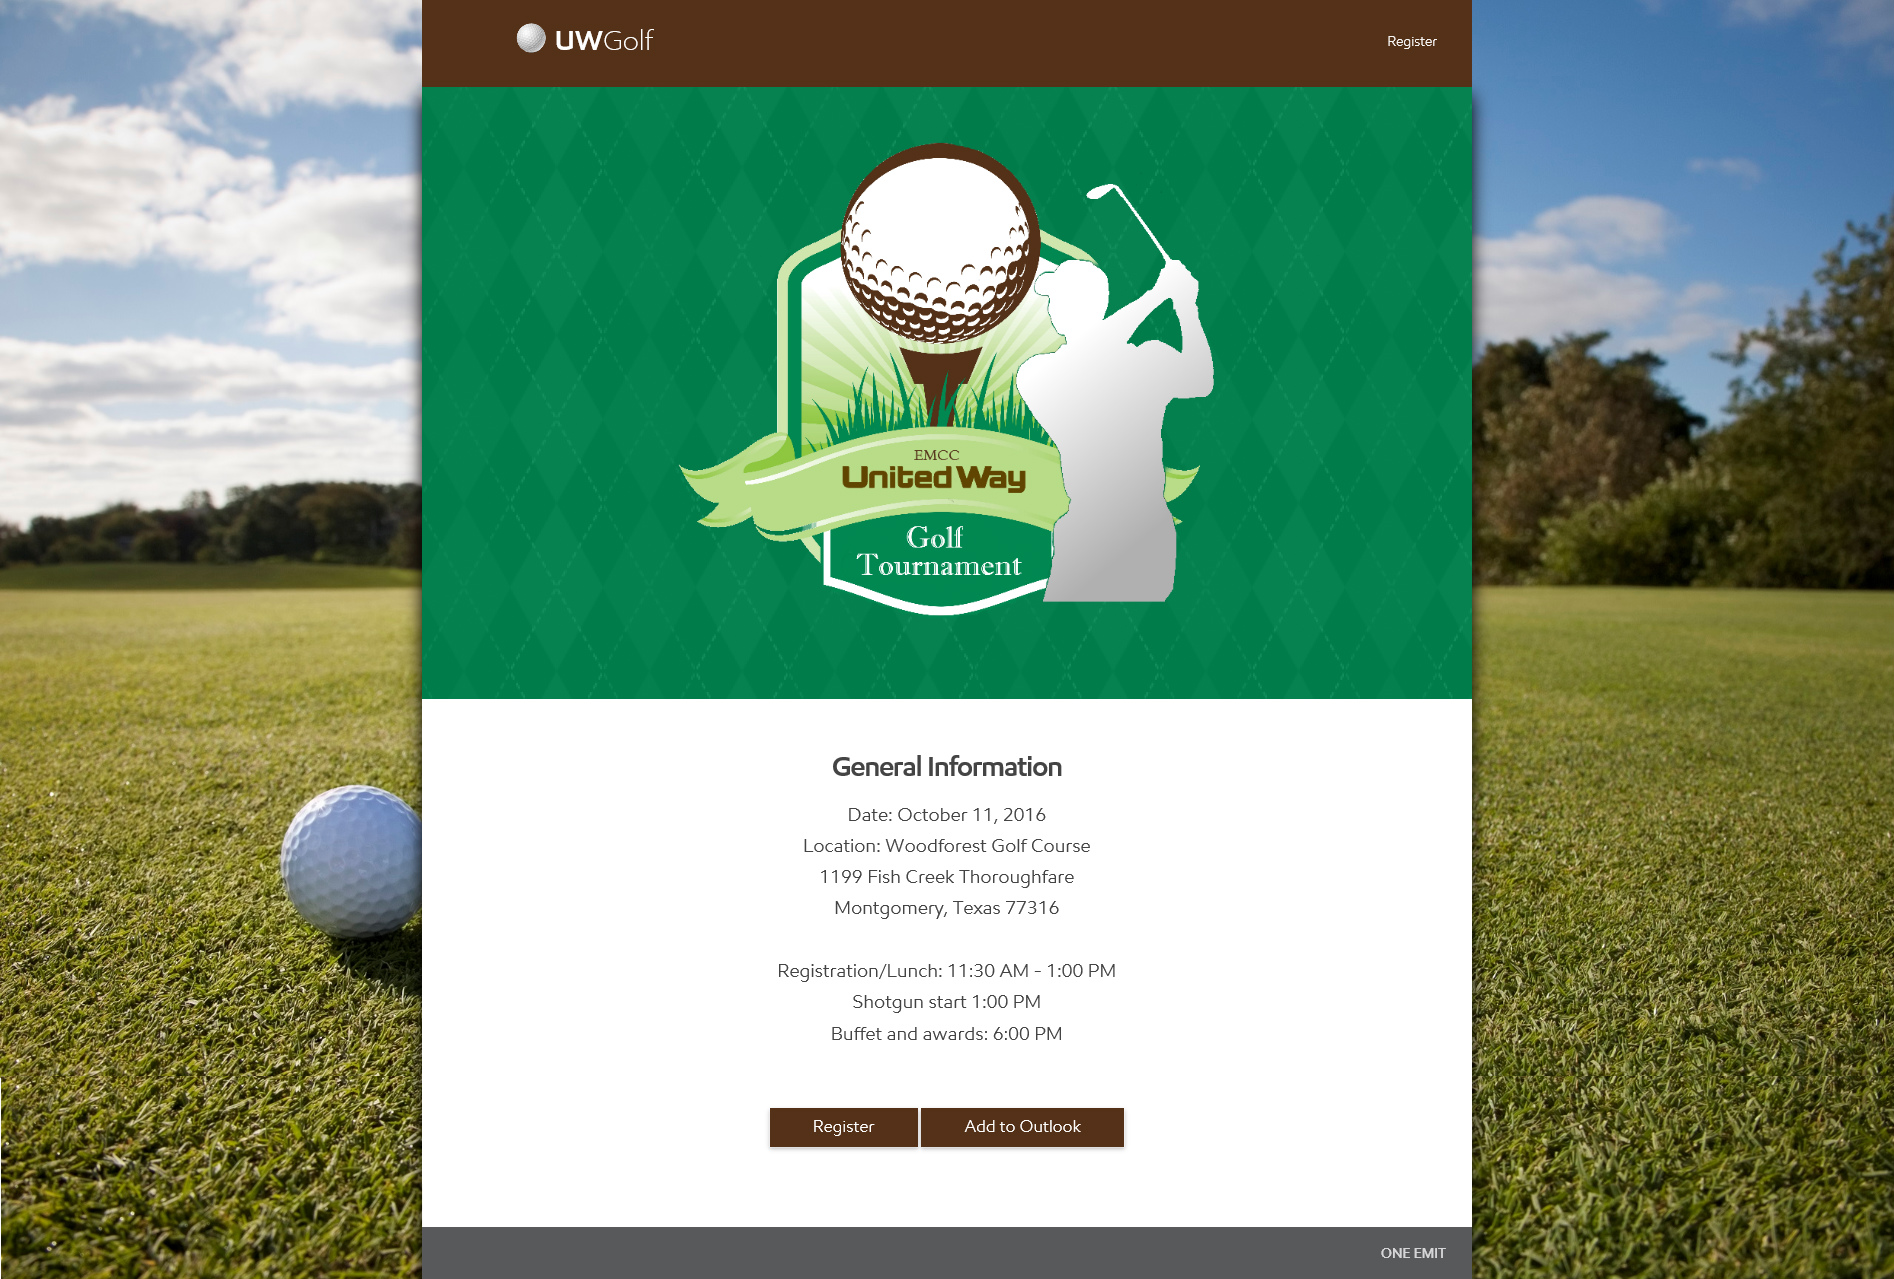 UWGolf
Register
EMCC
United Way
Golf
Tournament
General Information
Date: October 11, 2016
Location: Woodforest Golf Course
1199 Fish Creek Thoroughfare
Montgomery, Texas 77316
Registration/Lunch: 11:30 AM - 1:00 PM
Shotgun start 1:00 PM
Buffet and awards: 6:00 PM
Register
Add to Outlook
ONE EMIT